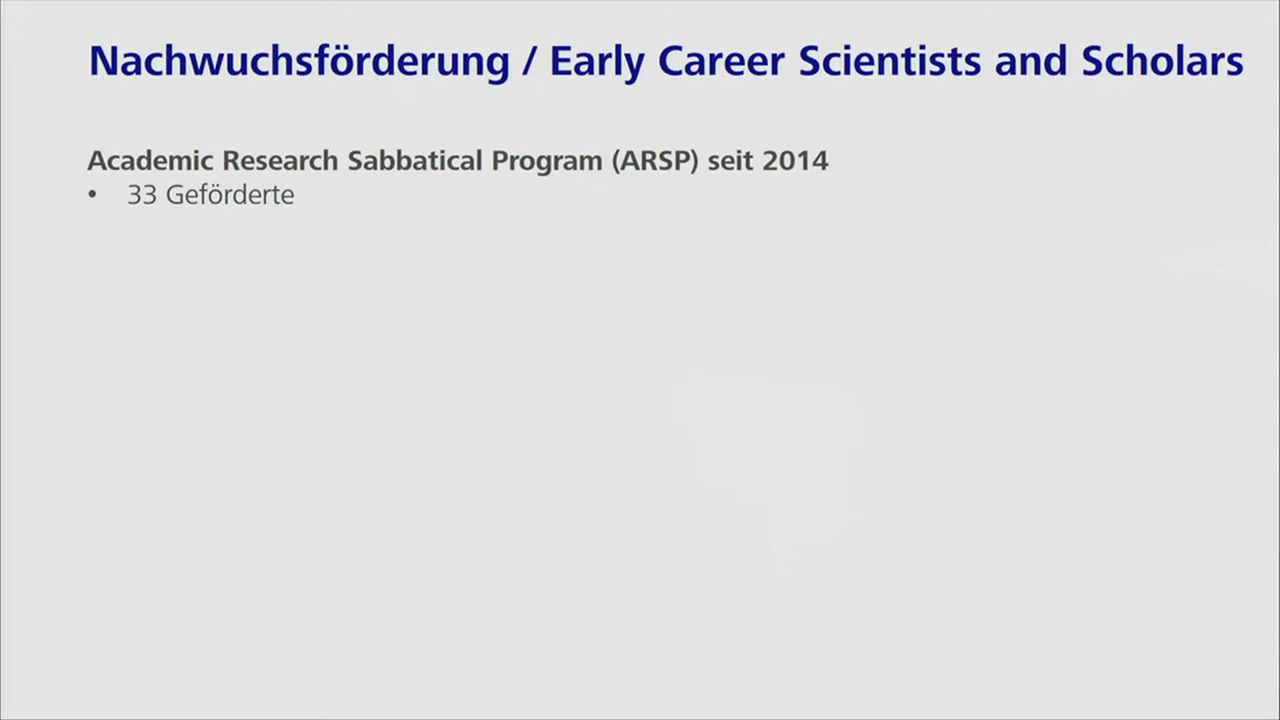 Nachwuchsförderung / Early Career Scientists and Scholars
Academic Research Sabbatical Program (ARSP) seit 2014
• 33 Geförderte